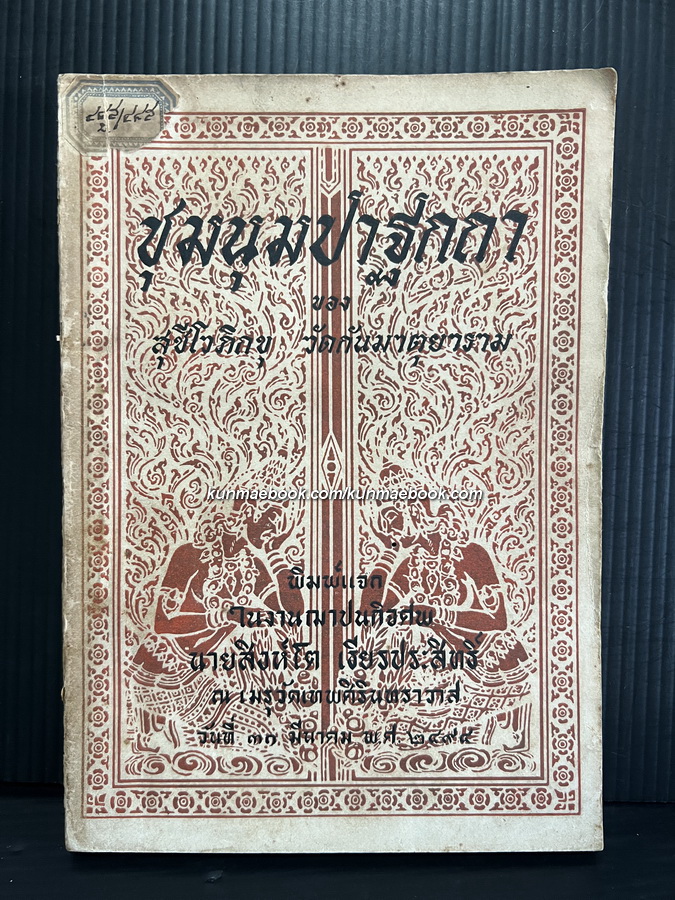 ชุมนุมปาฐกถา
ของ
สุชีโวภิกขุ วัดกันมาตุยาราม
kunmaebook.com/kunmaebook.com
พิมพ์แจก
ในงานฌาปนกิจศพ
นายสิงห์โต เจียรประสิทธิ์
ณ เมรุวัดเทพศิรินทราวาส
วันที่ ๓๓ มีนาคม พ.ศ. ๒๔๙๕